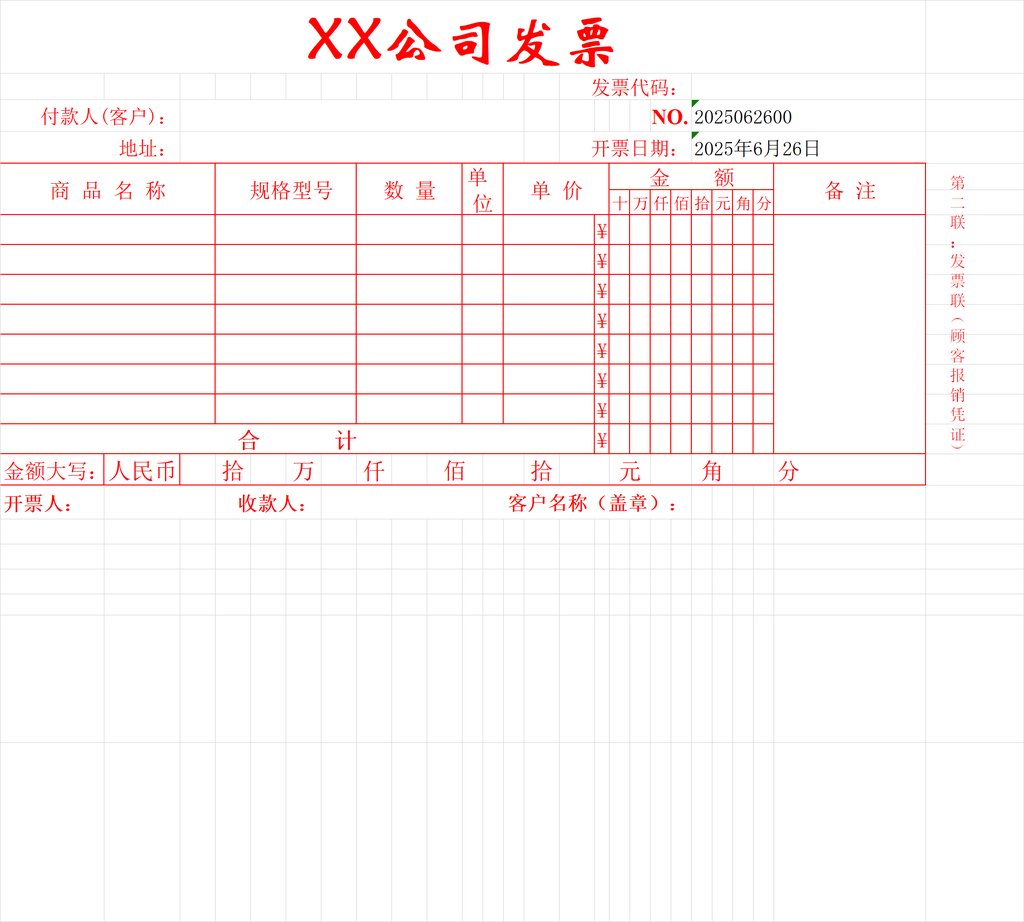 XX公司发票
发票代码：
付款人(客户)： NO. 2025062600
地址： 开票日期： 2025年6月26日
商 品 名 称 规格型号 数 量 单位 单 价 金 额 备 注
十 万 仟 佰 拾 元 角 分
¥
¥
¥
¥
¥
¥
¥
合 计 ¥
金额大写： 人民币 拾 万 仟 佰 拾 元 角 分
开票人： 收款人： 客户名称（盖章）：
第二联：发票联（顾客报销凭证）